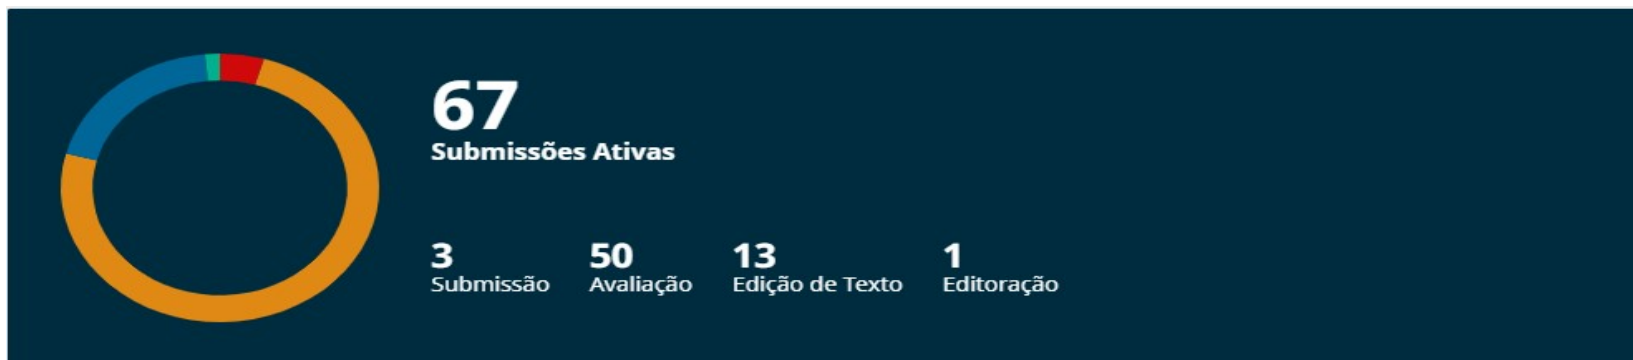 67
Submissões Ativas
3 50 13 1
Submissão Avaliação Edição de Texto Editoração